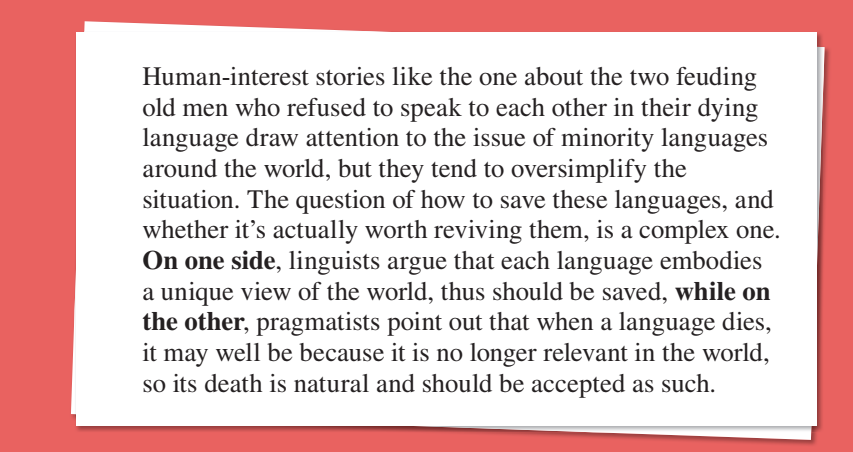 Human-interest stories like the one about the two feuding
old men who refused to speak to each other in their dying
language draw attention to the issue of minority languages
around the world, but they tend to oversimplify the
situation. The question of how to save these languages, and
whether it's actually worth reviving them, is a complex one.
On one side, linguists argue that each language embodies
a unique view of the world, thus should be saved, while on
the other, pragmatists point out that when a language dies,
it may well be because it is no longer relevant in the world,
so its death is natural and should be accepted as such.